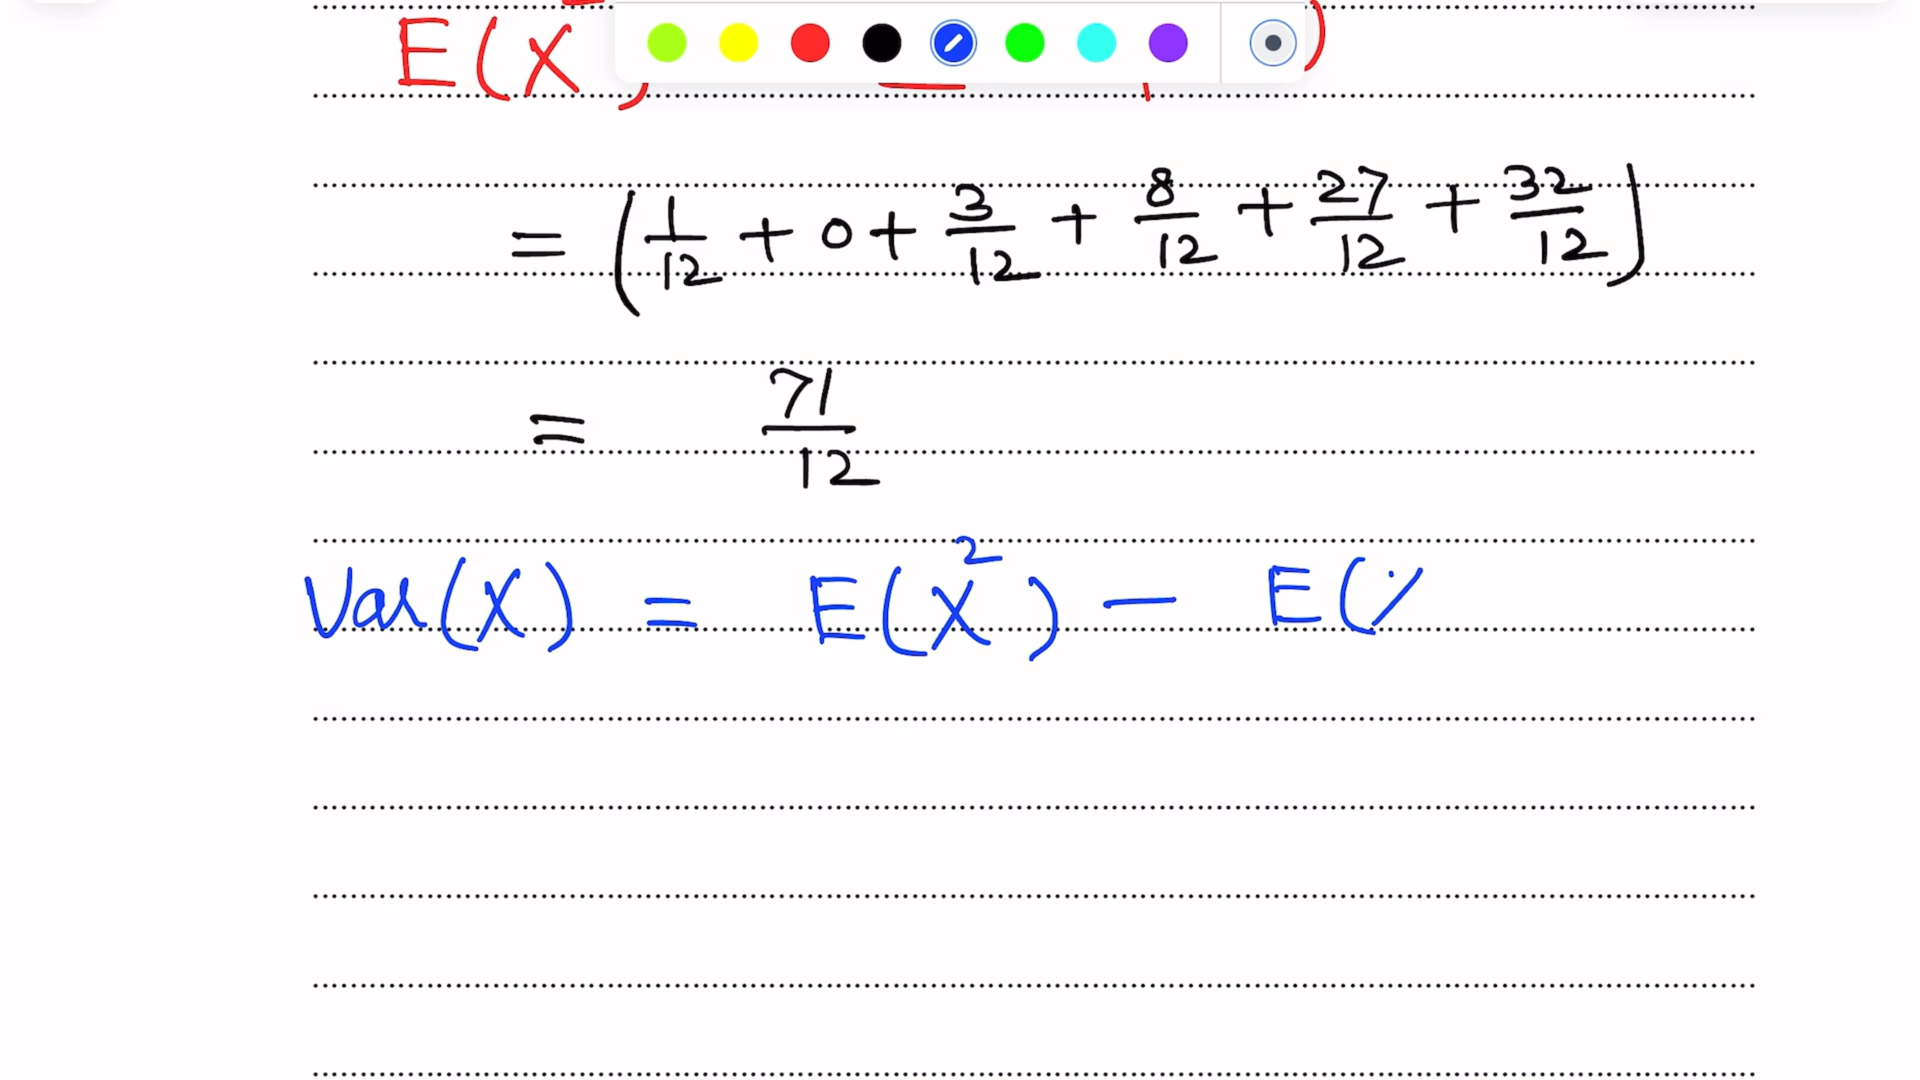 E(X )
= (1/12 + 0 + 3/12 + 8/12 + 27/12 + 32/12)
= 71/12
Var(X) = E(X²) - E(